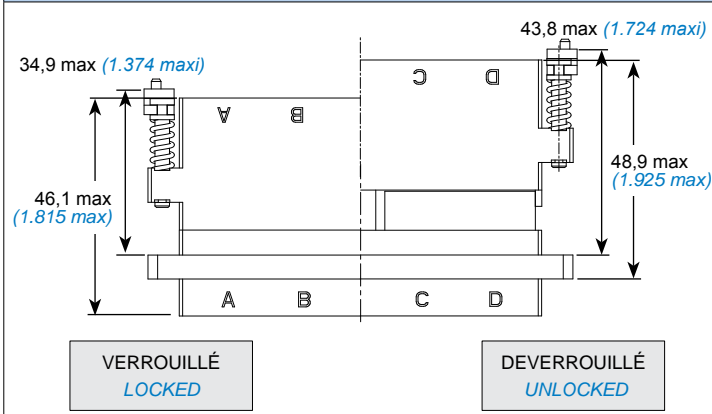 43,8 max (1.724 maxi)
34,9 max (1.374 maxi)
C D
A B
48,9 max
(1.925 max)
46,1 max
(1.815 max)
A B C D
VERROUILLÉ
LOCKED
DEVERROUILLÉ
UNLOCKED